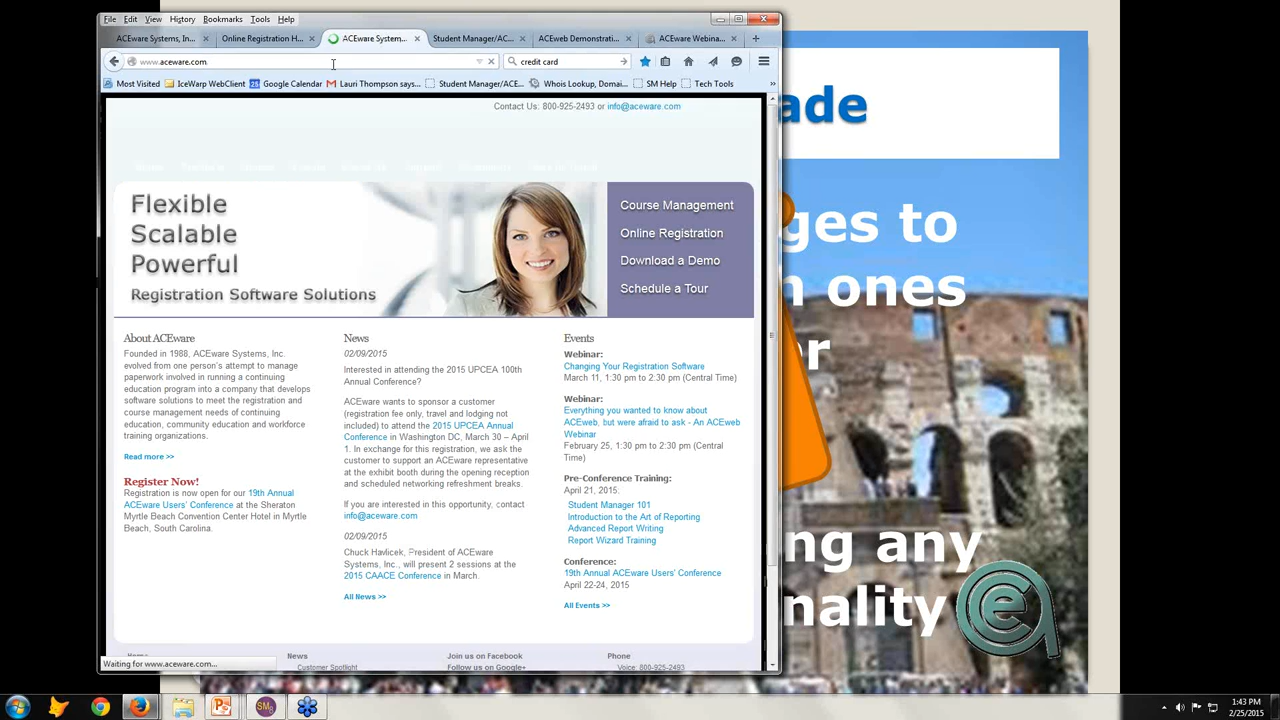 File Edit View History Bookmarks Tools Help
ACEware Systems, In... × Online Registration H... × ACEware System... × Student Manager/AC... × ACEweb Demonstrati... × ACEware Webina... × +
www.aceware.com credit card
Most Visited IceWarp WebClient Google Calendar Lauri Thompson says... Student Manager/ACE... Whois Lookup, Domai... SM Help Tech Tools »
Contact Us: 800-925-2493 or info@aceware.com
ade
Flexible
Scalable
Powerful
Registration Software Solutions
Course Management
Online Registration
Download a Demo
Schedule a Tour
ges to
ones
r
About ACEware
Founded in 1988, ACEware Systems, Inc.
evolved from one person's attempt to manage
paperwork involved in running a continuing
education program into a company that develops
software solutions to meet the registration and
course management needs of continuing
education, community education and workforce
training organizations.
Read more >>
Register Now!
Registration is now open for our 19th Annual
ACEware Users' Conference at the Sheraton
Myrtle Beach Convention Center Hotel in Myrtle
Beach, South Carolina.
News
02/09/2015
Interested in attending the 2015 UPCEA 100th
Annual Conference?
ACEware wants to sponsor a customer
(registration fee only, travel and lodging not
included) to attend the 2015 UPCEA Annual
Conference in Washington DC, March 30 – April
1. In exchange for this registration, we ask the
customer to support an ACEware representative
at the exhibit booth during the opening reception
and scheduled networking refreshment breaks.
If you are interested in this opportunity, contact
info@aceware.com
02/09/2015
Chuck Havlicek, President of ACEware
Systems, Inc., will present 2 sessions at the
2015 CAACE Conference in March.
All News >>
Events
Webinar:
Changing Your Registration Software
March 11, 1:30 pm to 2:30 pm (Central Time)
Webinar:
Everything you wanted to know about
ACEweb, but were afraid to ask - An ACEweb
Webinar
February 25, 1:30 pm to 2:30 pm (Central
Time)
Pre-Conference Training:
April 21, 2015.
Student Manager 101
Introduction to the Art of Reporting
Advanced Report Writing
Report Wizard Training
Conference:
19th Annual ACEware Users' Conference
April 22-24, 2015
All Events >>
ng any
nality
Home News Join us on Facebook Phone
Customer Spotlight Follow us on Google+ Voice: 800-925-2493
Waiting for www.aceware.com...
1:43 PM
2/25/2015